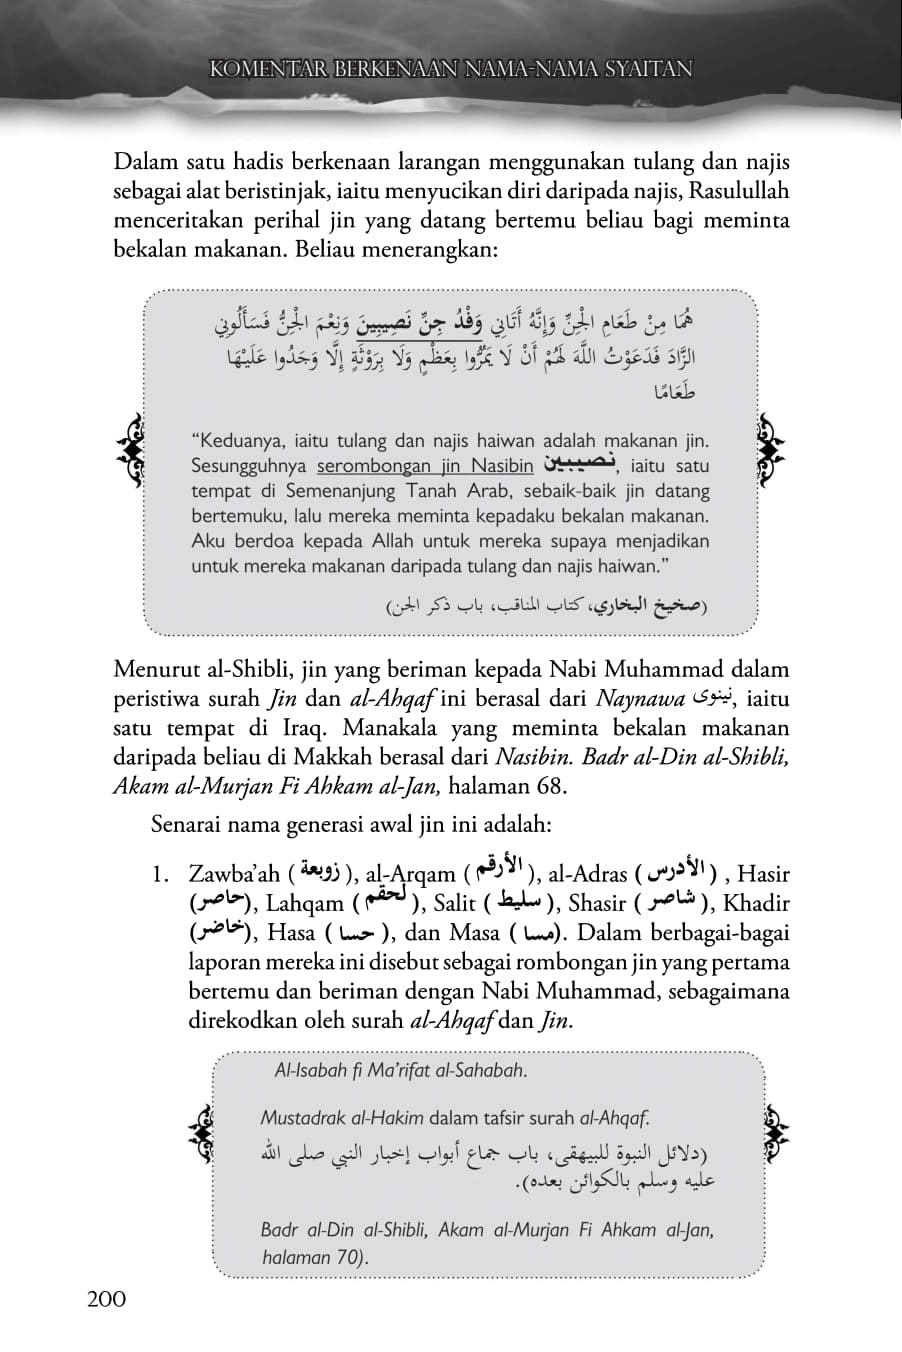 KOMENTAR BERKENAAN NAMA-NAMA SYAITAN
Dalam satu hadis berkenaan larangan menggunakan tulang dan najis
sebagai alat beristinjak, iaitu menyucikan diri daripada najis, Rasulullah
menceritakan perihal jin yang datang bertemu beliau bagi meminta
bekalan makanan. Beliau menerangkan:
هُمَا مِنْ طَعَامِ الْجِنِّ وَإِنَّهُ أَتَانِي وَفْدُ جِنِّ نَصِيبِينَ وَنِعْمَ الْجِنُّ فَسَأَلُونِي
الزَّادَ فَدَعَوْتُ اللَّهَ لَهُمْ أَنْ لَا يَمُرُّوا بِعَظْمٍ وَلَا بِرَوْثَةٍ إِلَّا وَجَدُوا عَلَيْهَا
طَعَامًا
“Keduanya, iaitu tulang dan najis haiwan adalah makanan jin.
Sesungguhnya serombongan jin Nasibin نصيبين, iaitu satu
tempat di Semenanjung Tanah Arab, sebaik-baik jin datang
bertemuku, lalu mereka meminta kepadaku bekalan makanan.
Aku berdoa kepada Allah untuk mereka supaya menjadikan
untuk mereka makanan daripada tulang dan najis haiwan.”
(صخيخ البخاري، كتاب المناقب، باب ذكر الجن)
Menurut al-Shibli, jin yang beriman kepada Nabi Muhammad dalam
peristiwa surah Jin dan al-Ahqaf ini berasal dari Naynawa نينوى, iaitu
satu tempat di Iraq. Manakala yang meminta bekalan makanan
daripada beliau di Makkah berasal dari Nasibin. Badr al-Din al-Shibli,
Akam al-Murjan Fi Ahkam al-Jan, halaman 68.
Senarai nama generasi awal jin ini adalah:
1. Zawba’ah ( زوبعة ), al-Arqam ( الأرقم ), al-Adras ( الأدرس ) , Hasir
(حاصر), Lahqam ( لحقم ), Salit ( سليط ), Shasir ( شاصر ), Khadir
(خاضر), Hasa ( حسا ), dan Masa ( مسا). Dalam berbagai-bagai
laporan mereka ini disebut sebagai rombongan jin yang pertama
bertemu dan beriman dengan Nabi Muhammad, sebagaimana
direkodkan oleh surah al-Ahqaf dan Jin.
Al-Isabah fi Ma’rifat al-Sahabah.
Mustadrak al-Hakim dalam tafsir surah al-Ahqaf.
(دلائل النبوة للبيهقى، باب جماع أبواب إخبار النبي صلى الله
عليه وسلم بالكوائن بعده).
Badr al-Din al-Shibli, Akam al-Murjan Fi Ahkam al-Jan,
halaman 70).
200